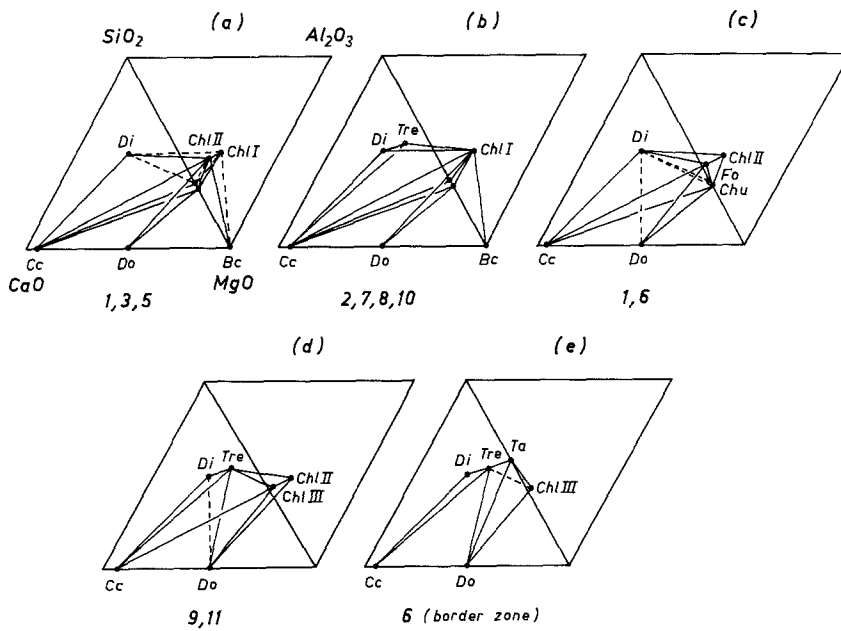 (a)
(b)
(c)
SiO2
Al2O3
Di
ChlII
ChlI
Cc
Do
Bc
CaO
MgO
1,3,5
Di
Tre
ChlI
Cc
Do
Bc
2,7,8,10
Di
ChlII
Fo
Chu
Cc
Do
1,6
(d)
(e)
Di
Tre
ChlII
ChlIII
Cc
Do
9,11
Di
Tre
Ta
ChlIII
Cc
Do
6 (border zone)